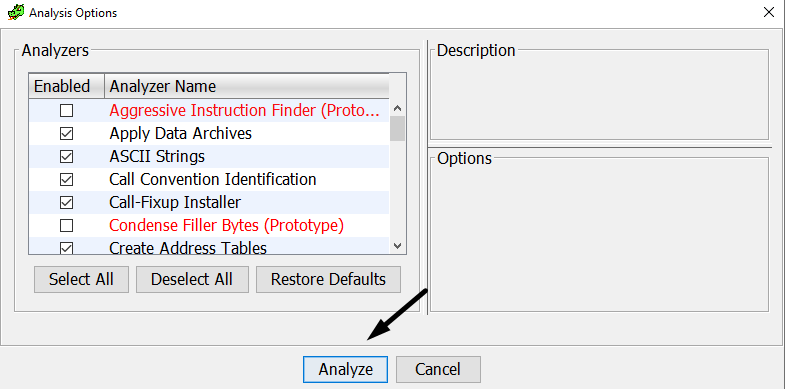 Analysis Options
Analyzers
Enabled Analyzer Name
Aggressive Instruction Finder (Proto...
Apply Data Archives
ASCII Strings
Call Convention Identification
Call-Fixup Installer
Condense Filler Bytes (Prototype)
Create Address Tables
Select All Deselect All Restore Defaults
Description
Options
Analyze Cancel